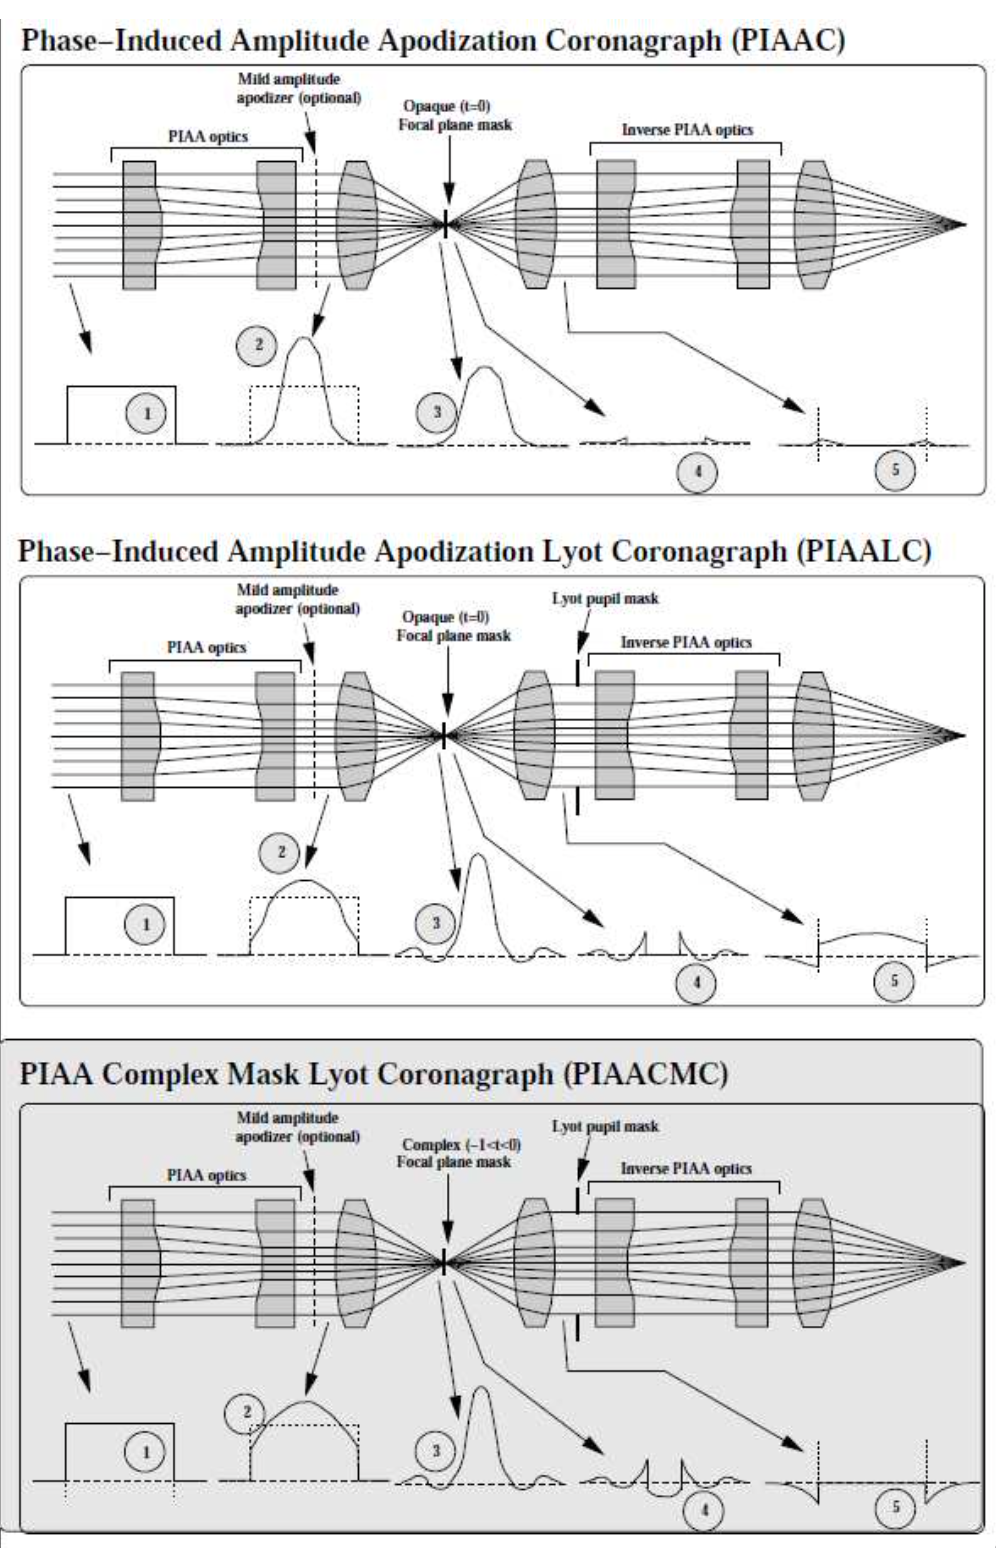 Phase–Induced Amplitude Apodization Coronagraph (PIAAC)
Mild amplitude
apodizer (optional)
Opaque (t=0)
Focal plane mask
PIAA optics
Inverse PIAA optics
1
2
3
4
5
Phase–Induced Amplitude Apodization Lyot Coronagraph (PIAALC)
Mild amplitude
apodizer (optional)
Opaque (t=0)
Focal plane mask
Lyot pupil mask
PIAA optics
Inverse PIAA optics
1
2
3
4
5
PIAA Complex Mask Lyot Coronagraph (PIAACMC)
Mild amplitude
apodizer (optional)
Complex (–1<t<0)
Focal plane mask
Lyot pupil mask
PIAA optics
Inverse PIAA optics
1
2
3
4
5